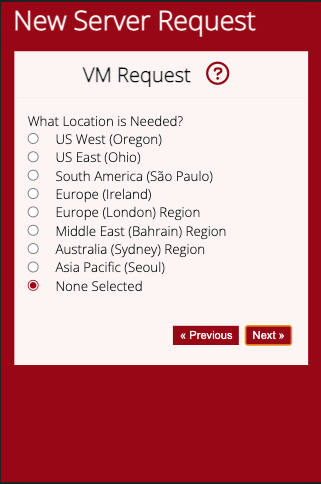 New Server Request
VM Request ?
What Location is Needed?
US West (Oregon)
US East (Ohio)
South America (São Paulo)
Europe (Ireland)
Europe (London) Region
Middle East (Bahrain) Region
Australia (Sydney) Region
Asia Pacific (Seoul)
None Selected
« Previous Next »